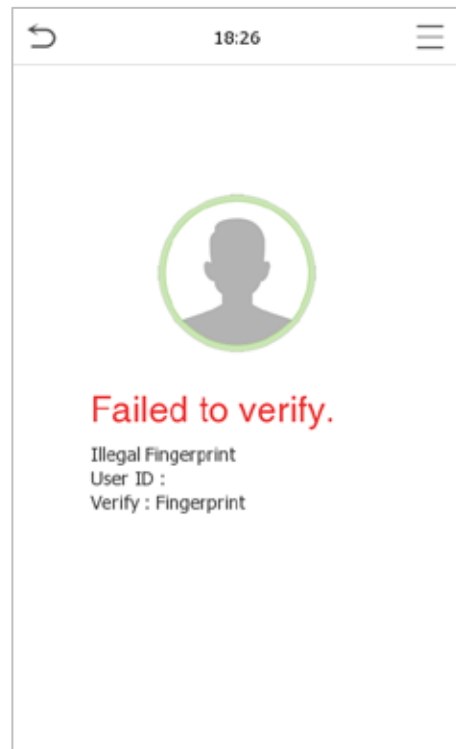 18:26
Failed to verify.
Illegal Fingerprint
User ID :
Verify : Fingerprint